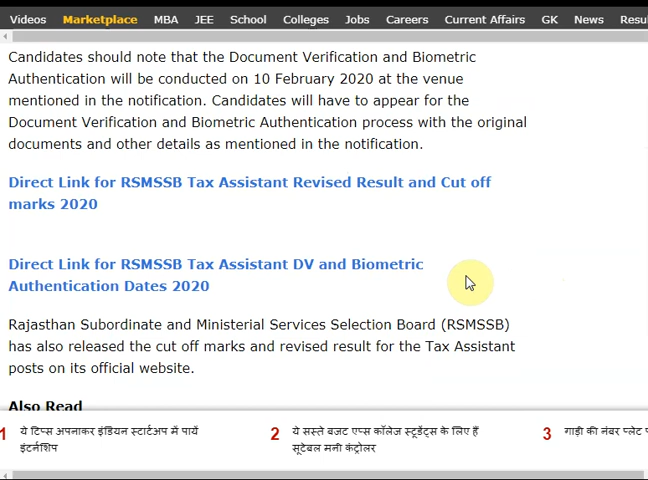 Videos Marketplace MBA JEE School Colleges Jobs Careers Current Affairs GK News
Candidates should note that the Document Verification and Biometric
Authentication will be conducted on 10 February 2020 at the venue
mentioned in the notification. Candidates will have to appear for the
Document Verification and Biometric Authentication process with the original
documents and other details as mentioned in the notification.
Direct Link for RSMSSB Tax Assistant Revised Result and Cut off
marks 2020
Direct Link for RSMSSB Tax Assistant DV and Biometric
Authentication Dates 2020
Rajasthan Subordinate and Ministerial Services Selection Board (RSMSSB)
has also released the cut off marks and revised result for the Tax Assistant
posts on its official website.
Also Read
1 ये टिप्स अपनाकर इंडियन स्टार्टअप में पायें
इंटर्नशिप
2 ये सस्ते बजट एप्स कॉलेज स्टूडेंट्स के लिए हैं
सूटेबल मनी कंट्रोलर
3 गाड़ी की नंबर प्लेट